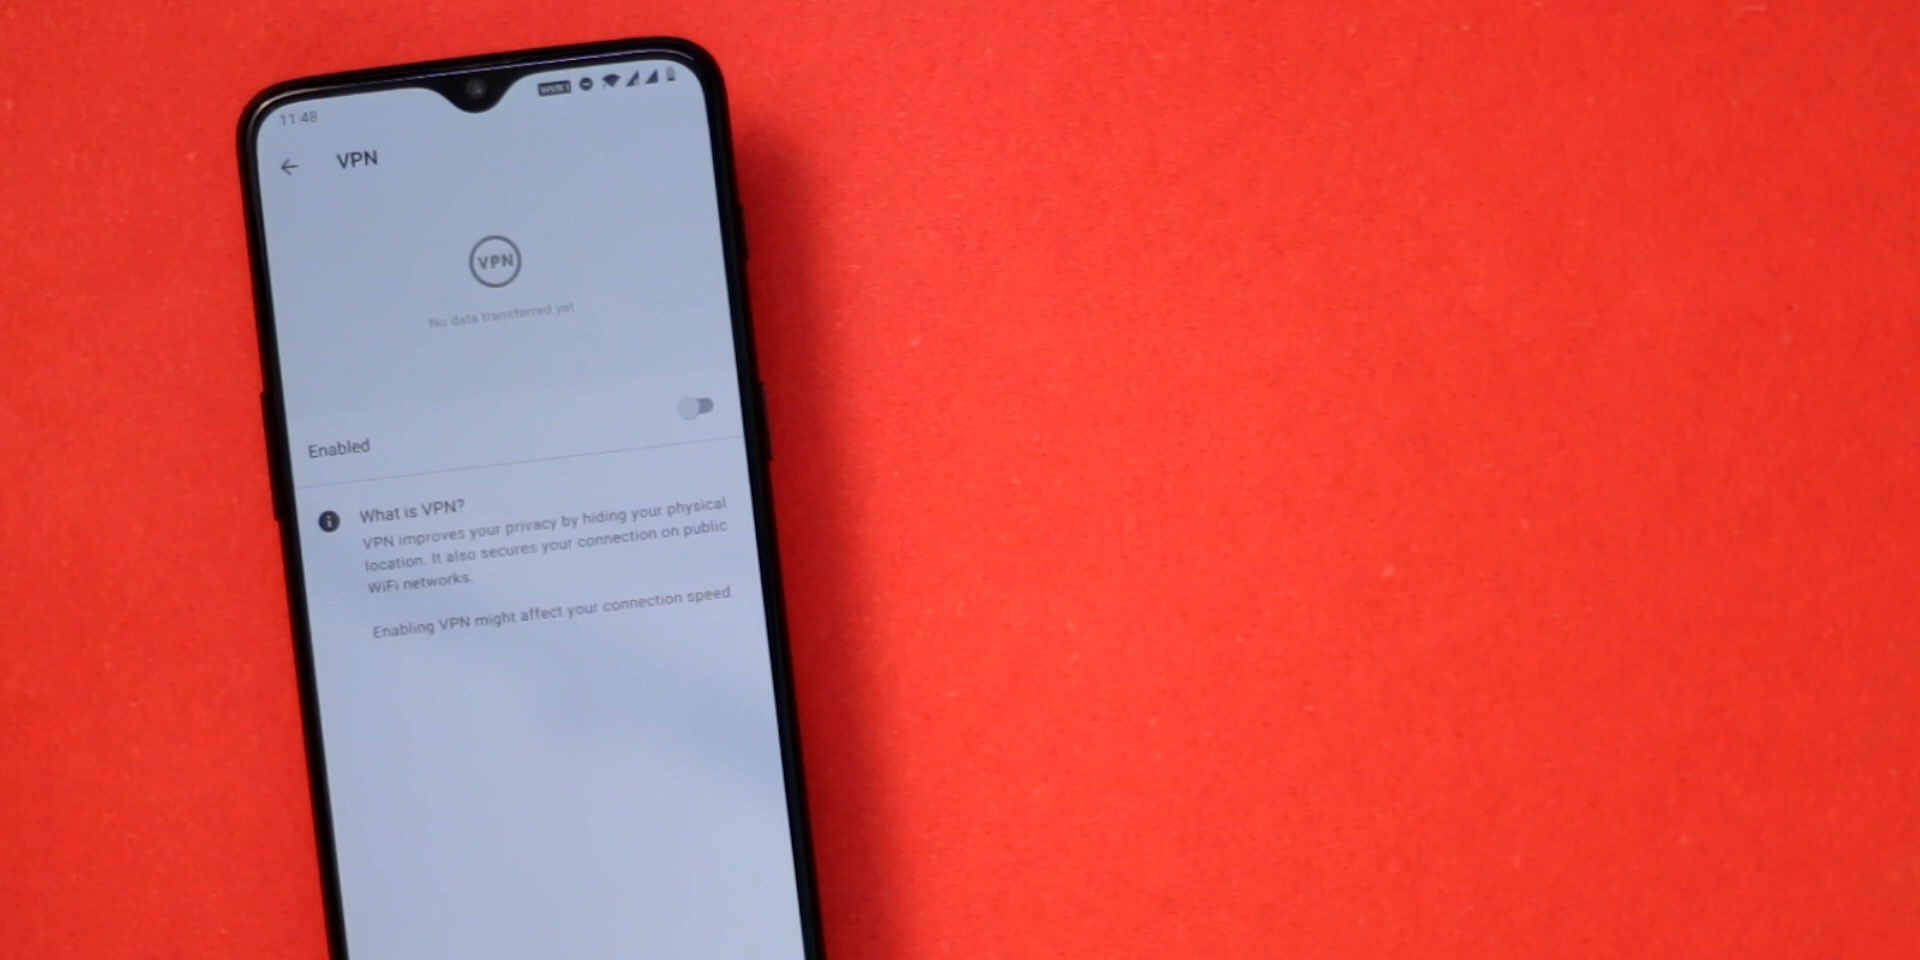 11:48
VPN
VPN
No data transferred yet
Enabled
What is VPN?
VPN improves your privacy by hiding your physical
location. It also secures your connection on public
WiFi networks.
Enabling VPN might affect your connection speed.